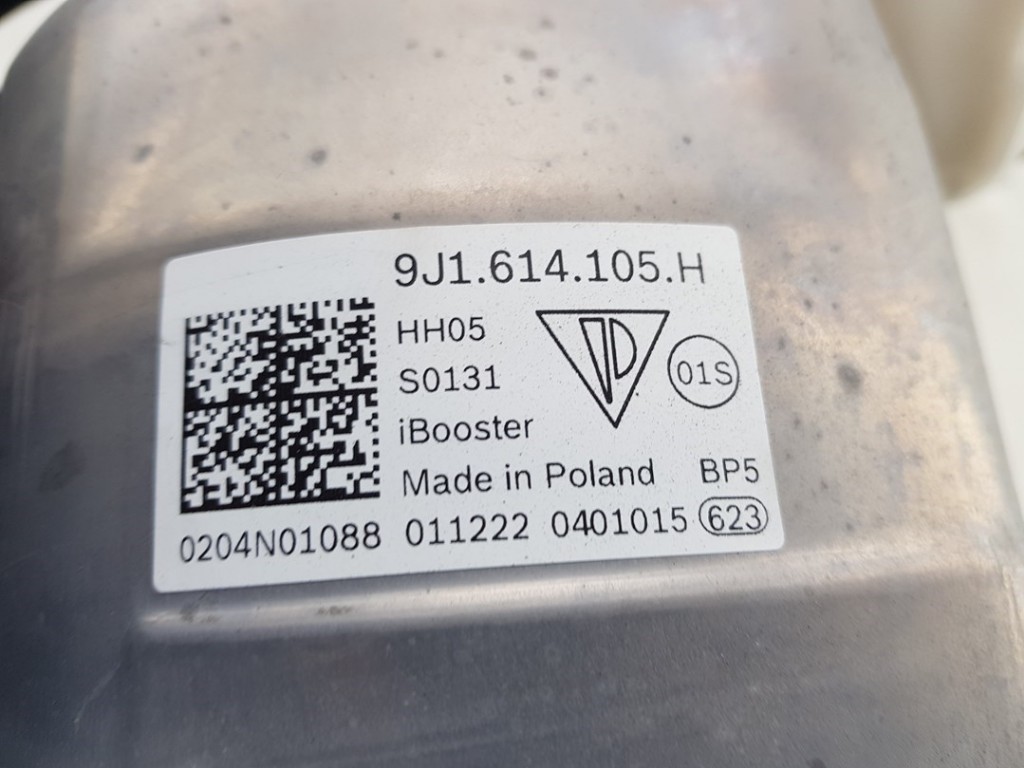 9J1.614.105.H
HH05
S0131
01S
iBooster
Made in Poland BP5
0204N01088 011222 0401015 623